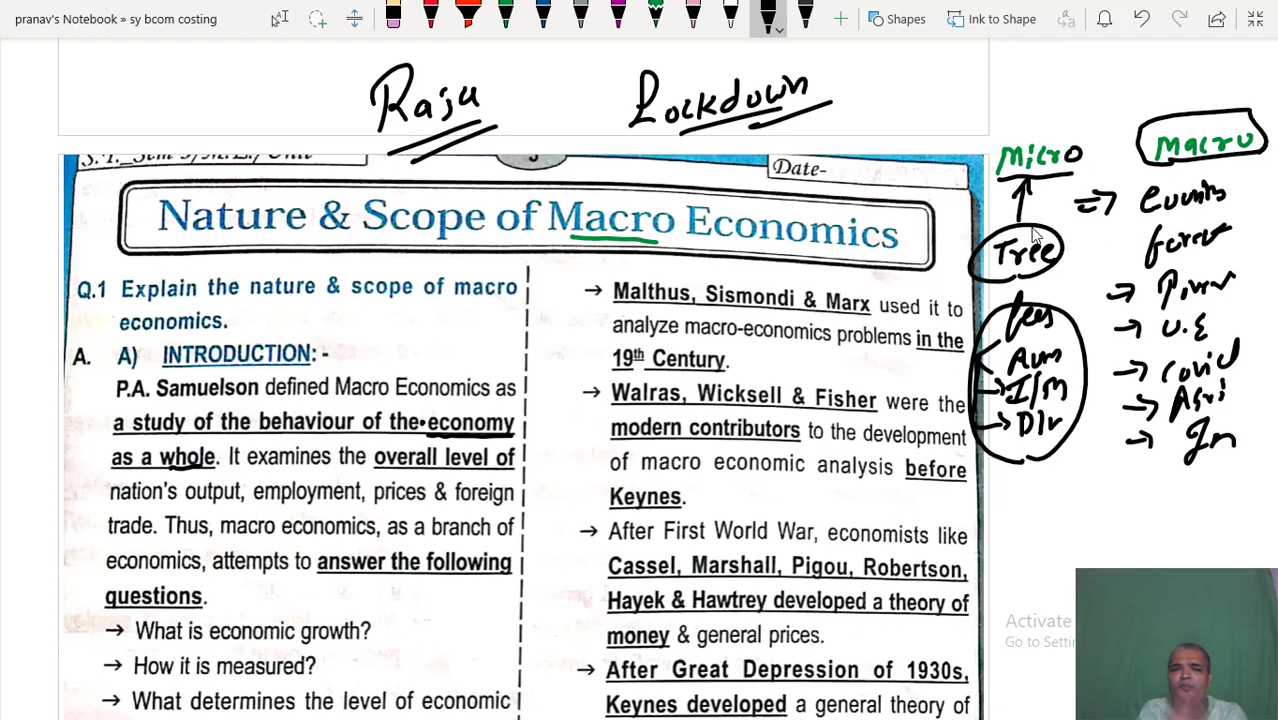 pranav's Notebook » sy bcom costing
Shapes
Ink to Shape
Raju
Lockdown
Date-
Nature & Scope of Macro Economics
Q.1 Explain the nature & scope of macro
economics.
A. A) INTRODUCTION: -
P.A. Samuelson defined Macro Economics as
a study of the behaviour of the economy
as a whole. It examines the overall level of
nation's output, employment, prices & foreign
trade. Thus, macro economics, as a branch of
economics, attempts to answer the following
questions.
→ What is economic growth?
→ How it is measured?
→ What determines the level of economic
→ Malthus, Sismondi & Marx used it to
analyze macro-economics problems in the
19th Century.
→ Walras, Wicksell & Fisher were the
modern contributors to the development
of macro economic analysis before
Keynes.
→ After First World War, economists like
Cassel, Marshall, Pigou, Robertson,
Hayek & Hawtrey developed a theory of
money & general prices.
→ After Great Depression of 1930s,
Keynes developed a general theory of
Micro
Tree
I/M
Macro
→ U.E
→ Covid
→ Agri
Activate
Go to Setti